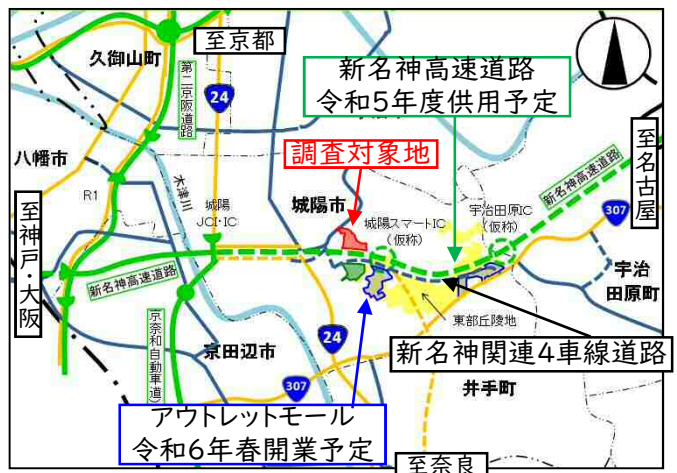 久御山町
至京都
第二京阪道路
24
新名神高速道路
令和5年度供用予定
八幡市
調査対象地
至名古屋
R1
木津川
城陽
JCT・IC
城陽市
城陽スマートIC
(仮称)
宇治田原IC
(仮称)
新名神高速道路
307
至神戸・大阪
新名神高速道路
宇治
田原町
東部丘陵地
京奈和自動車道
京田辺市
24
新名神関連4車線道路
307
井手町
アウトレットモール
令和6年春開業予定
至奈良